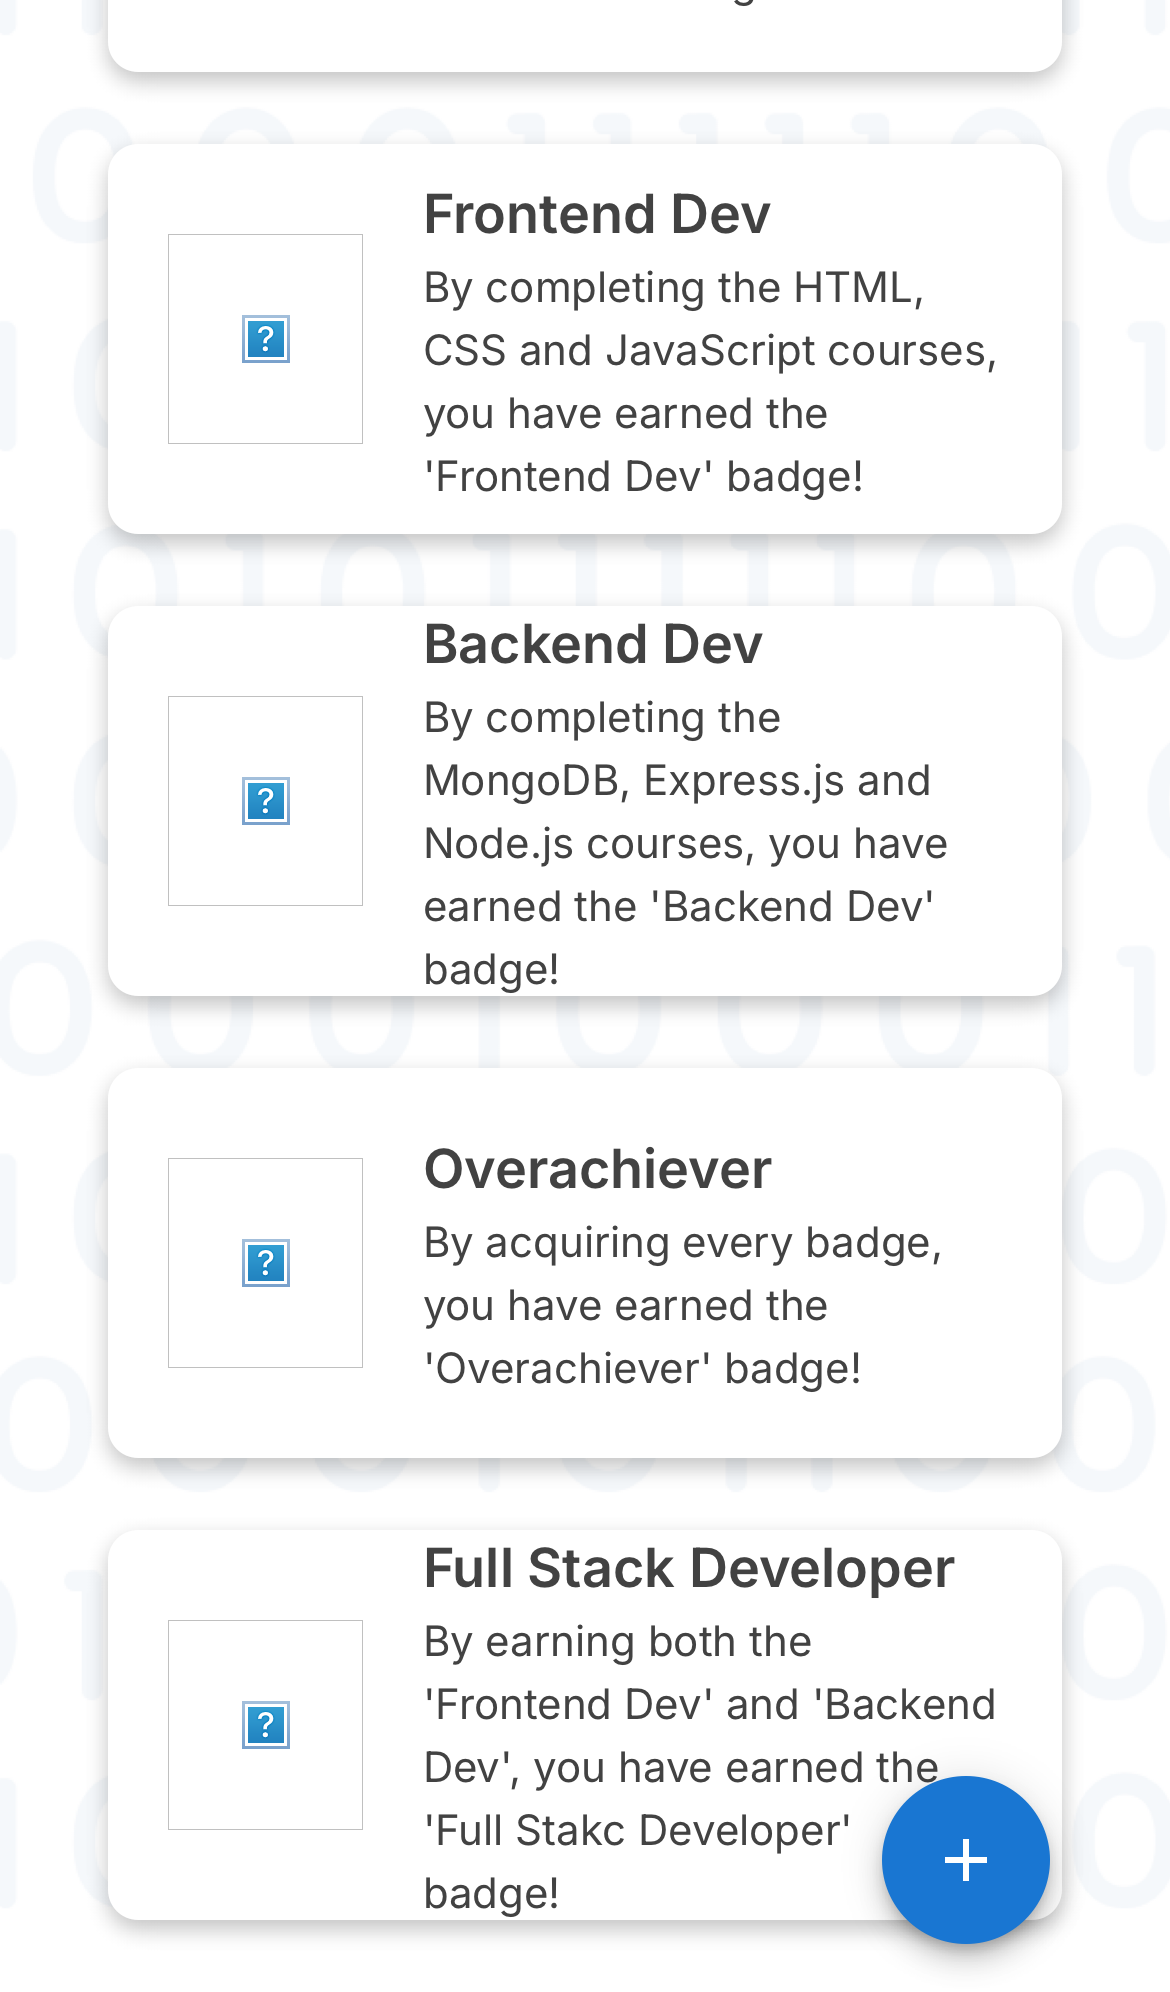 Frontend Dev
By completing the HTML,
CSS and JavaScript courses,
you have earned the
'Frontend Dev' badge!
Backend Dev
By completing the
MongoDB, Express.js and
Node.js courses, you have
earned the 'Backend Dev'
badge!
Overachiever
By acquiring every badge,
you have earned the
'Overachiever' badge!
Full Stack Developer
By earning both the
'Frontend Dev' and 'Backend
Dev', you have earned the
'Full Stakc Developer'
badge!